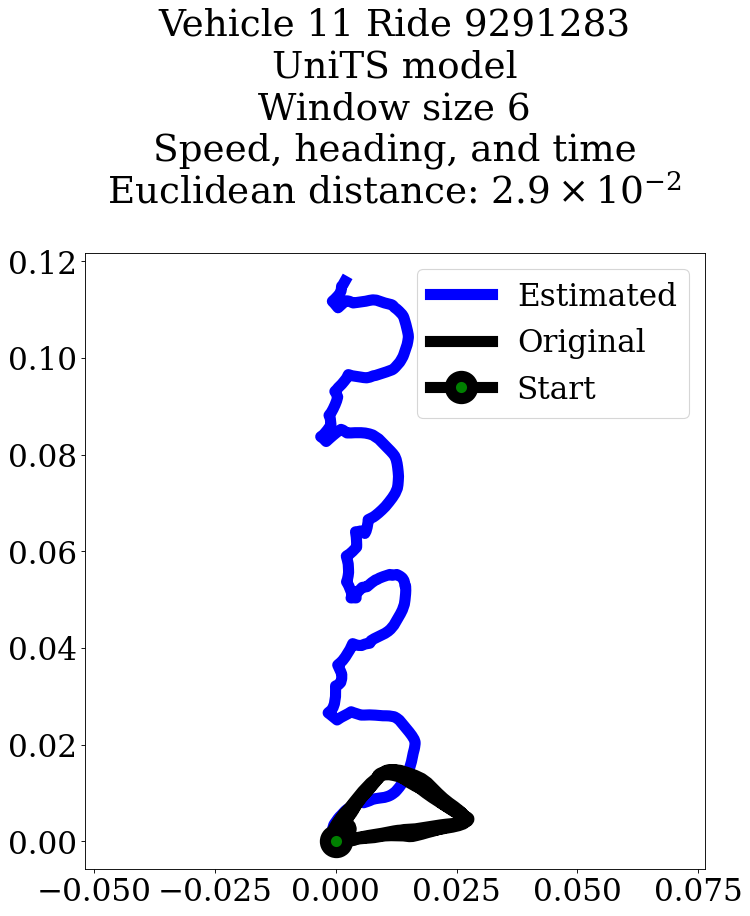 Vehicle 11 Ride 9291283
UniTS model
Window size 6
Speed, heading, and time
Euclidean distance: 2.9 × 10⁻²
0.12
0.10
0.08
0.06
0.04
0.02
0.00
Estimated
Original
Start
−0.050 −0.025 0.000 0.025 0.050 0.075